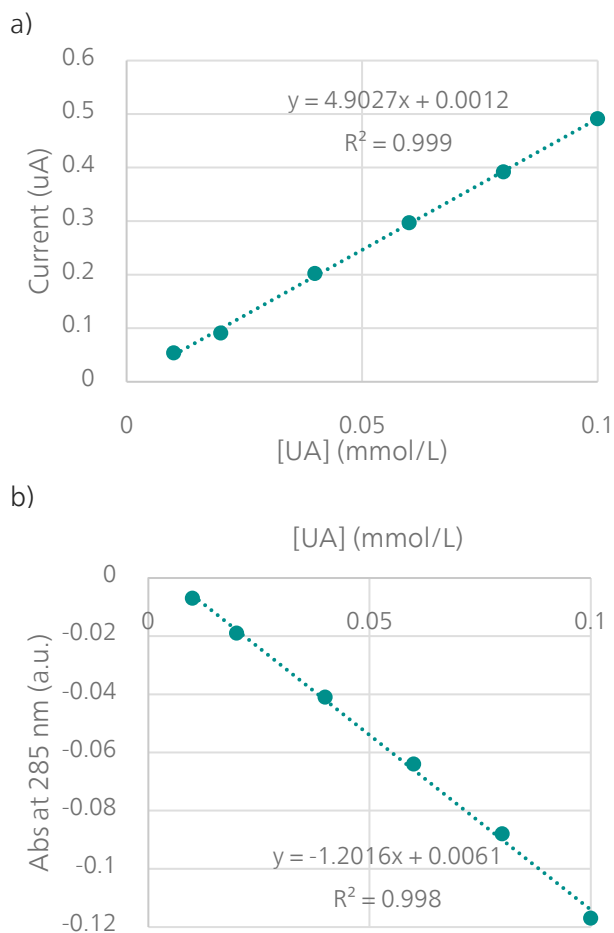 a)
0.6
y = 4.9027x + 0.0012
0.5
R² = 0.999
0.4
Current (uA)
0.3
0.2
0.1
0
0
0.05
0.1
[UA] (mmol/L)
b)
[UA] (mmol/L)
0
0
0.05
0.1
-0.02
-0.04
Abs at 285 nm (a.u.)
-0.06
-0.08
y = -1.2016x + 0.0061
-0.1
R² = 0.998
-0.12